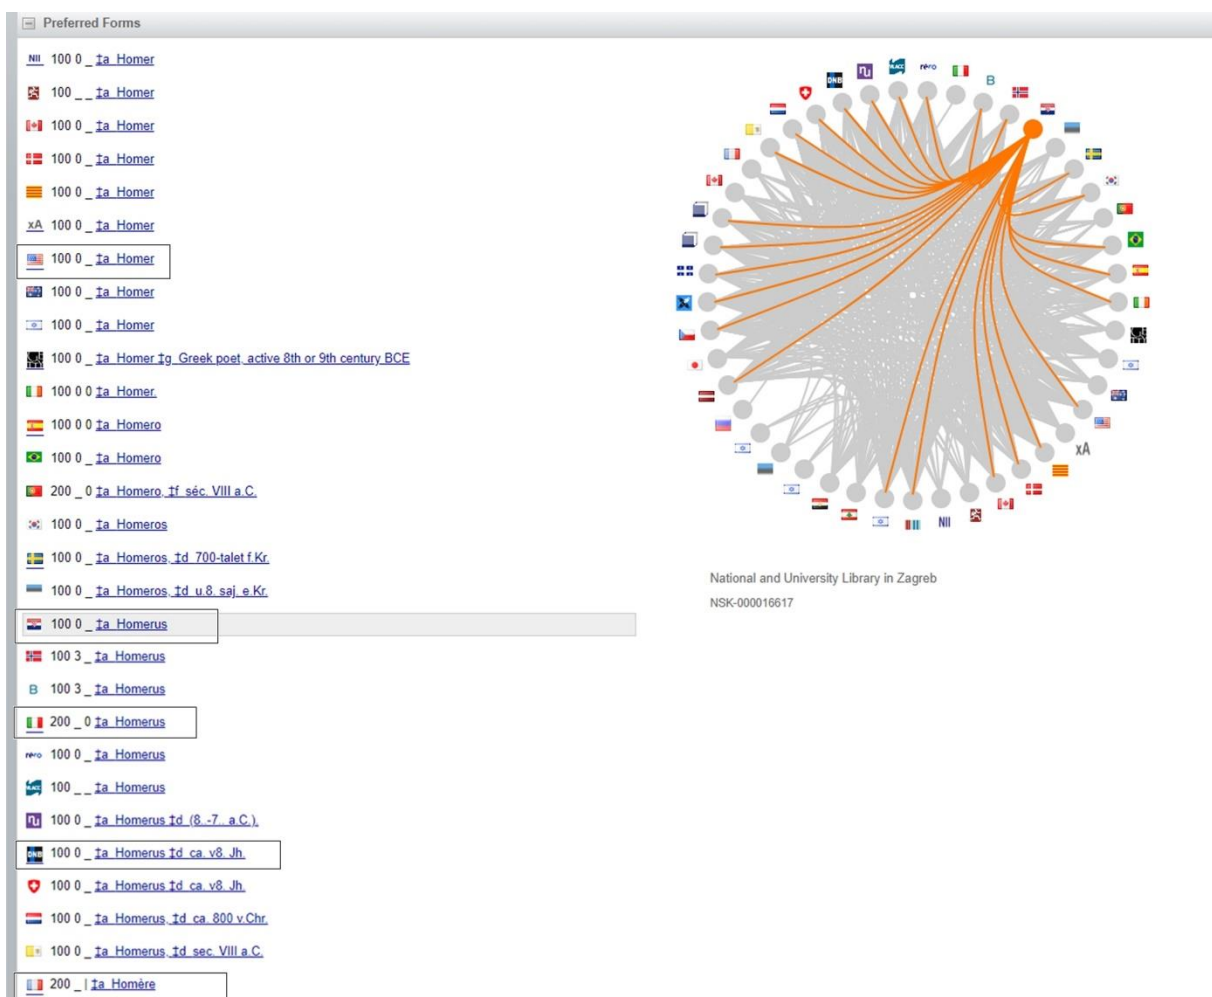 Preferred Forms
NII 100 0 _ ‡a Homer
100 _ _ ‡a Homer
100 0 _ ‡a Homer
100 0 _ ‡a Homer
100 0 _ ‡a Homer
xA 100 0 _ ‡a Homer
100 0 _ ‡a Homer
100 0 _ ‡a Homer
100 0 _ ‡a Homer
100 0 _ ‡a Homer ‡g Greek poet, active 8th or 9th century BCE
100 0 0 ‡a Homer.
100 0 0 ‡a Homero
100 0 _ ‡a Homero
200 _ 0 ‡a Homero, ‡f séc. VIII a.C.
100 0 _ ‡a Homeros
100 0 _ ‡a Homeros, ‡d 700-talet f.Kr.
100 0 _ ‡a Homeros, ‡d u.8. saj. e.Kr.
100 0 _ ‡a Homerus
100 3 _ ‡a Homerus
B 100 3 _ ‡a Homerus
200 _ 0 ‡a Homerus
rero 100 0 _ ‡a Homerus
NLACC 100 _ _ ‡a Homerus
100 0 _ ‡a Homerus ‡d (8. -7.. a.C.).
DNB 100 0 _ ‡a Homerus ‡d ca. v8. Jh.
100 0 _ ‡a Homerus ‡d ca. v8. Jh.
100 0 _ ‡a Homerus, ‡d ca. 800 v.Chr.
100 0 _ ‡a Homerus, ‡d sec. VIII a.C.
200 _ | ‡a Homère
DNB
NLACC
rero
B
xA
NII
National and University Library in Zagreb
NSK-000016617